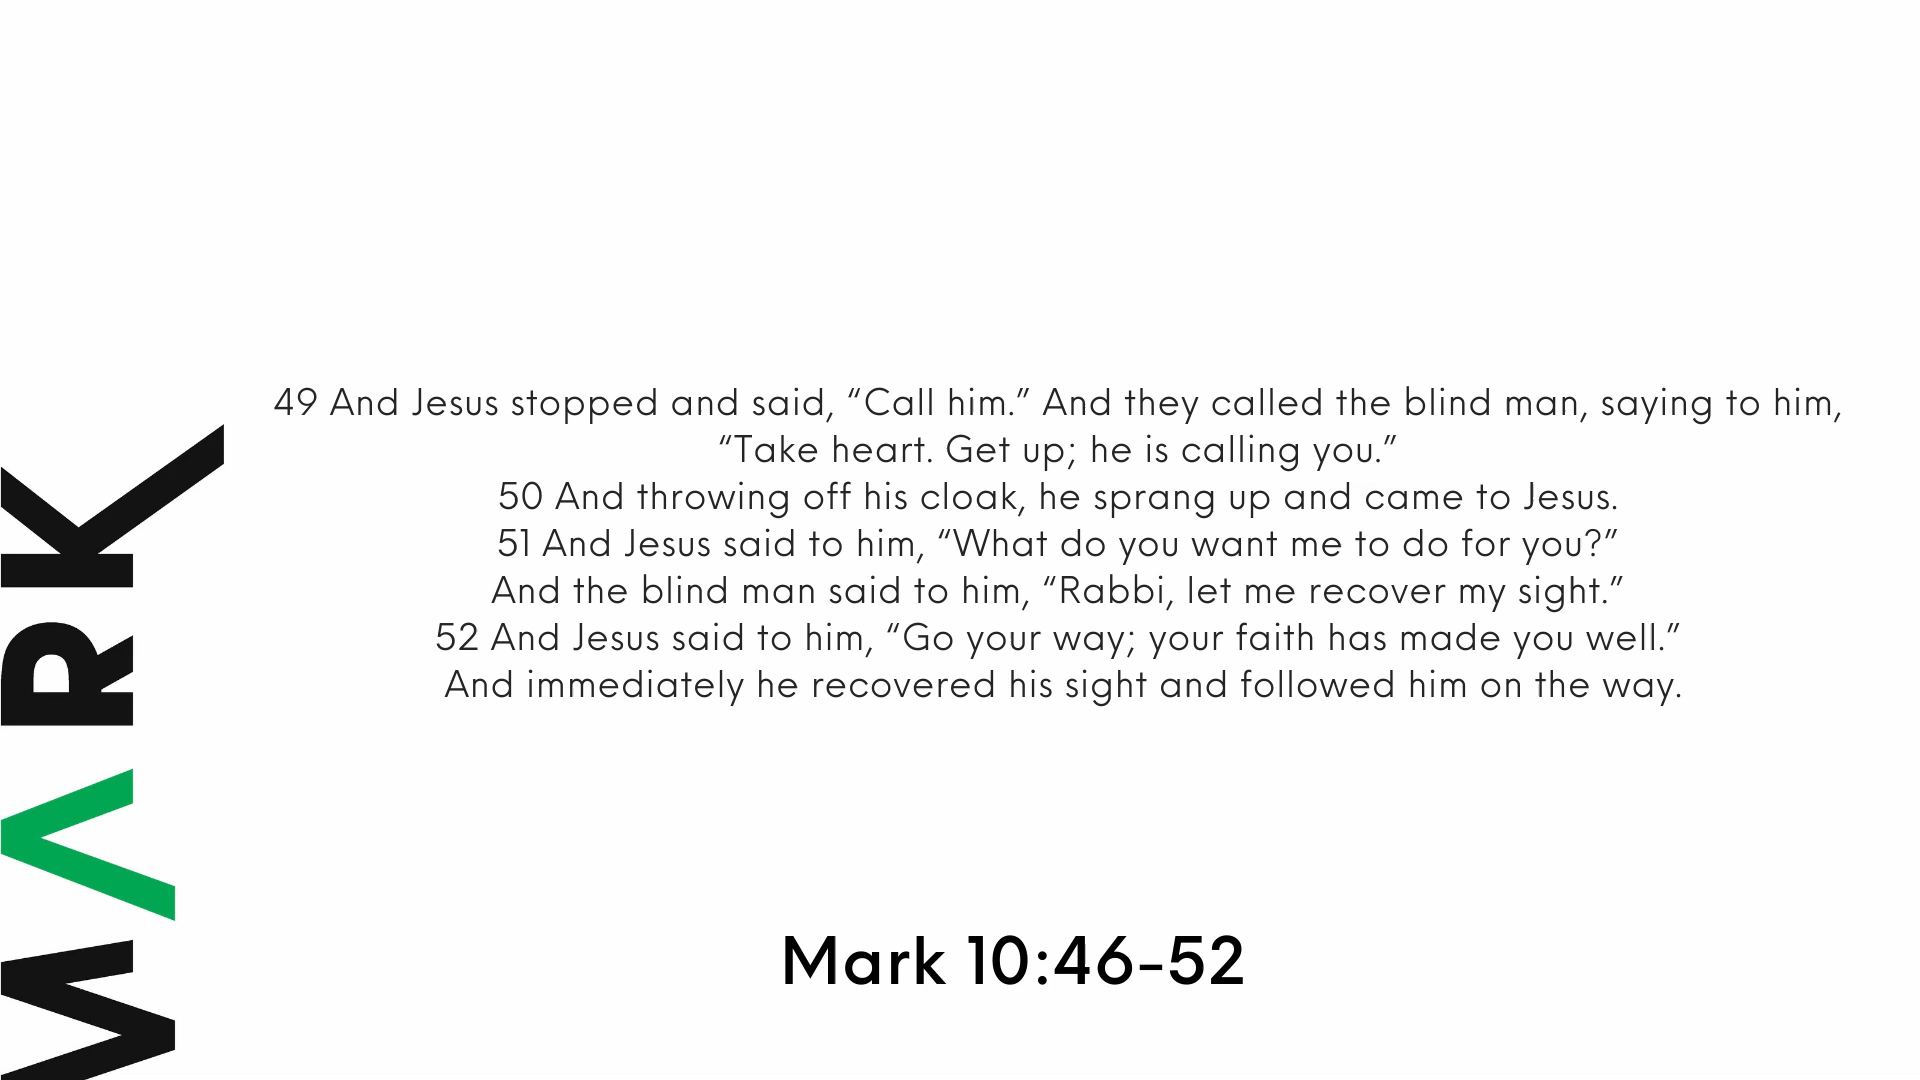 49 And Jesus stopped and said, “Call him.” And they called the blind man, saying to him,
“Take heart. Get up; he is calling you.”
50 And throwing off his cloak, he sprang up and came to Jesus.
51 And Jesus said to him, “What do you want me to do for you?”
And the blind man said to him, “Rabbi, let me recover my sight.”
52 And Jesus said to him, “Go your way; your faith has made you well.”
And immediately he recovered his sight and followed him on the way.
MARK
Mark 10:46-52